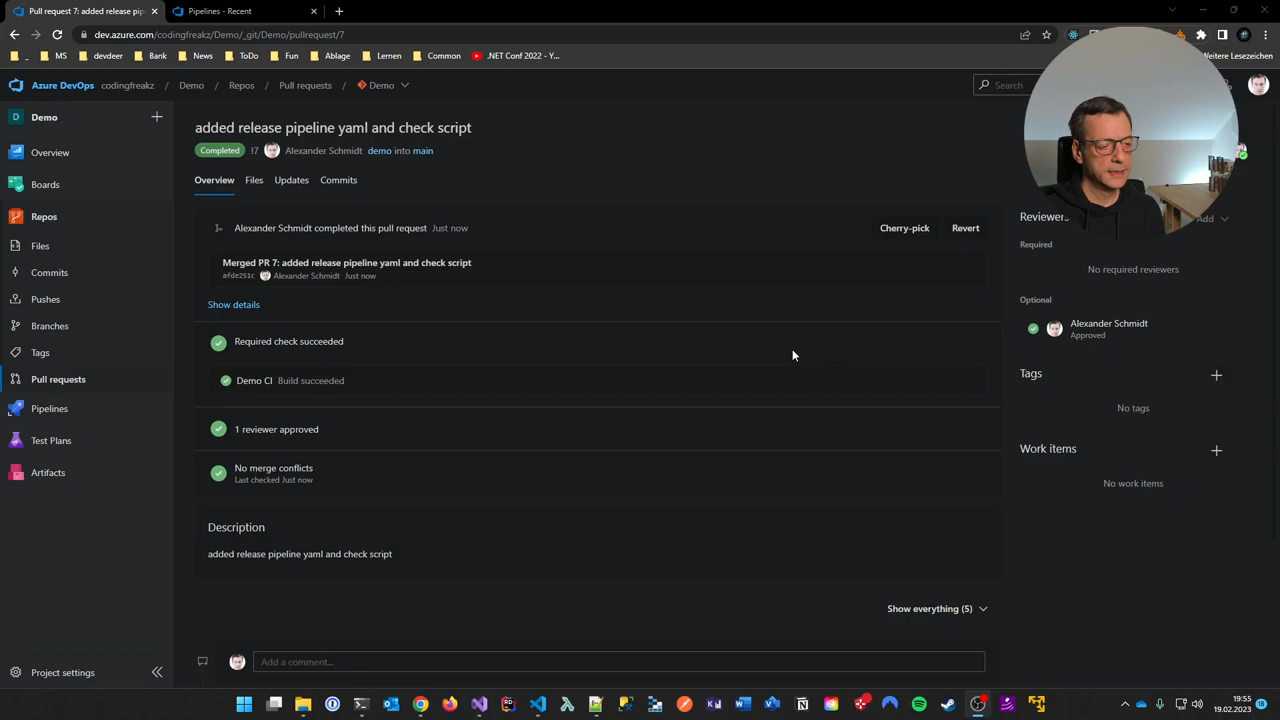 Pull request 7: added release pip
Pipelines - Recent
dev.azure.com/codingfreakz/Demo/_git/Demo/pullrequest/7
MS
devdeer
Bank
News
ToDo
Ablage
Lernen
Common
.NET Conf 2022 - Y...
Weitere Lesezeichen
Azure DevOps
codingfreakz
Demo
Repos
Pull requests
Demo
Search
D
Demo
Overview
Boards
Repos
Files
Commits
Pushes
Branches
Tags
Pull requests
Pipelines
Test Plans
Artifacts
Project settings
added release pipeline yaml and check script
Completed
!7
Alexander Schmidt
demo into main
Overview
Files
Updates
Commits
Alexander Schmidt completed this pull request Just now
Cherry-pick
Revert
Merged PR 7: added release pipeline yaml and check script
afde251c
Alexander Schmidt Just now
Show details
Required check succeeded
Demo CI Build succeeded
1 reviewer approved
No merge conflicts
Last checked Just now
Description
added release pipeline yaml and check script
Show everything (5)
Add a comment...
Reviewers
Add
Required
No required reviewers
Optional
Alexander Schmidt
Approved
Tags
No tags
Work items
No work items
19:55
19.02.2023